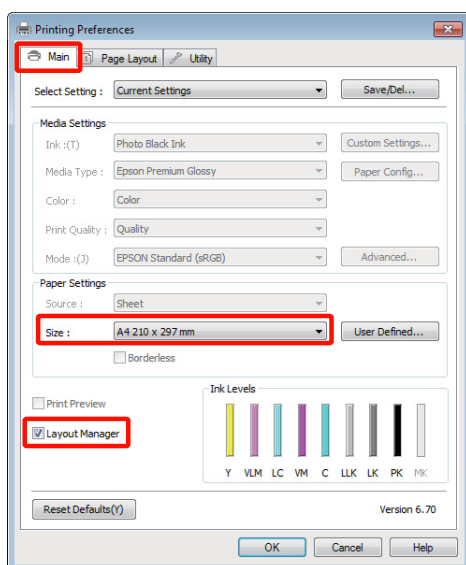 Printing Preferences
Main Page Layout Utility
Select Setting : Current Settings Save/Del...
Media Settings
Ink :(T) Photo Black Ink Custom Settings...
Media Type : Epson Premium Glossy Paper Config...
Color : Color
Print Quality : Quality
Mode :(J) EPSON Standard (sRGB) Advanced...
Paper Settings
Source : Sheet
Size : A4 210 x 297 mm User Defined...
Borderless
Ink Levels
Print Preview
Layout Manager
Y VLM LC VM C LLK LK PK MK
Reset Defaults(Y) Version 6.70
OK Cancel Help